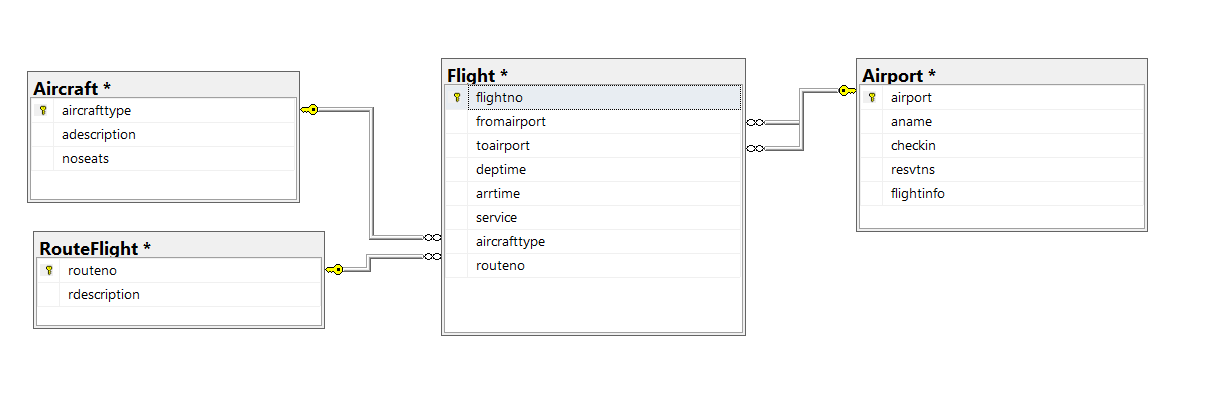 Aircraft *
aircrafttype
adescription
noseats
RouteFlight *
routeno
rdescription
Flight *
flightno
fromairport
toairport
deptime
arrtime
service
aircrafttype
routeno
Airport *
airport
aname
checkin
resvtns
flightinfo